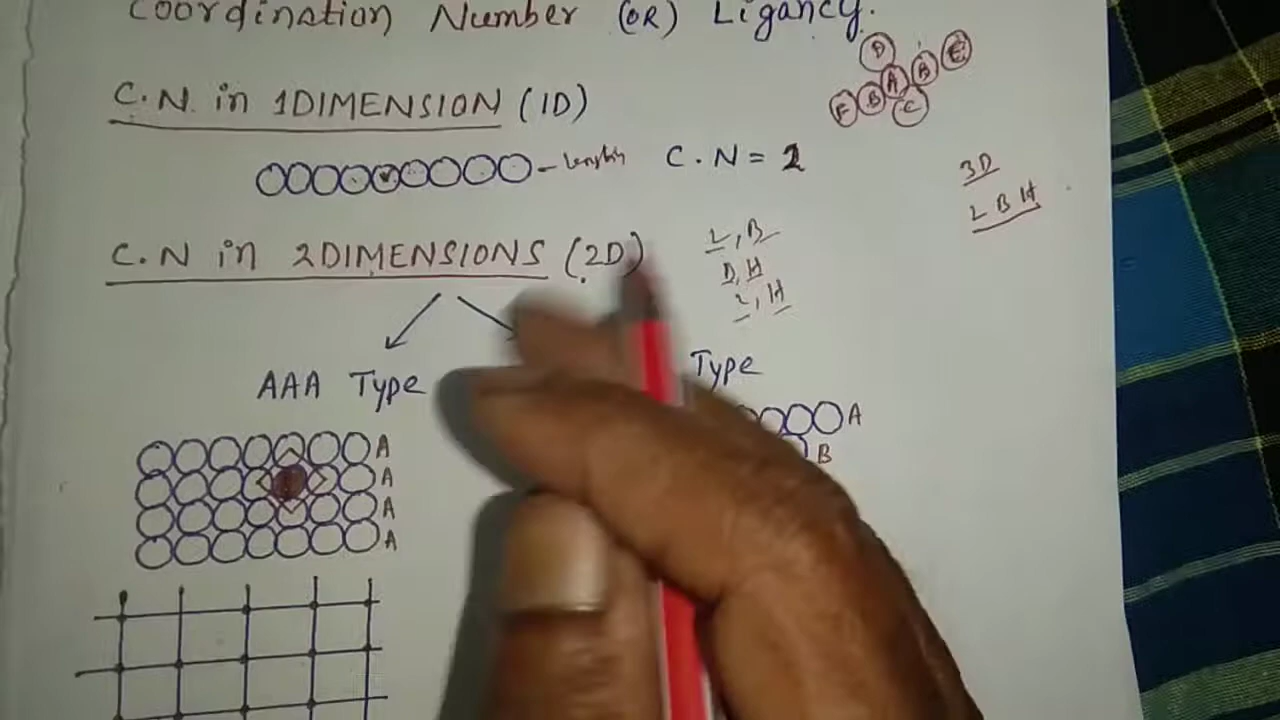 Coordination Number (OR) Ligancy.
D B E
A
F B C
C.N. in 1DIMENSION (1D)
Length C.N = 2
3D
L B H
C.N in 2DIMENSIONS (2D)
L, B
B, H
L, H
AAA Type
Type
A
A
A
A
A
B